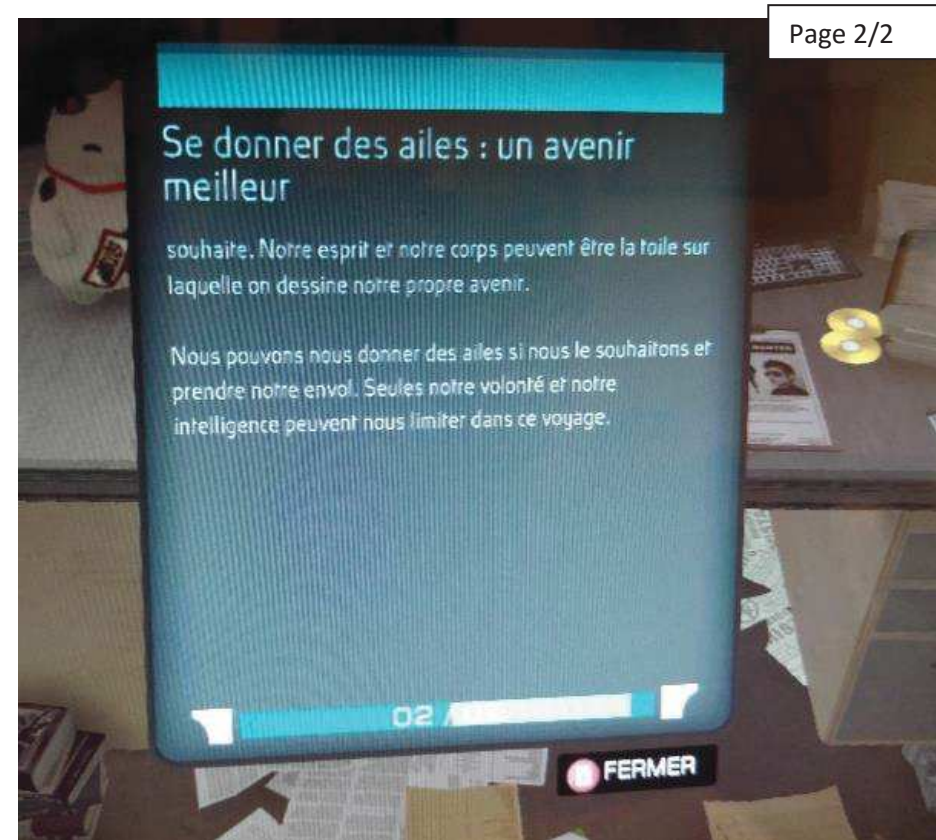 Page 2/2
Se donner des ailes : un avenir
meilleur
souhaite. Notre esprit et notre corps peuvent être la toile sur
laquelle on dessine notre propre avenir.
Nous pouvons nous donner des ailes si nous le souhaitons et
prendre notre envol. Seules notre volonté et notre
intelligence peuvent nous limiter dans ce voyage.
WANTED
02 /
FERMER